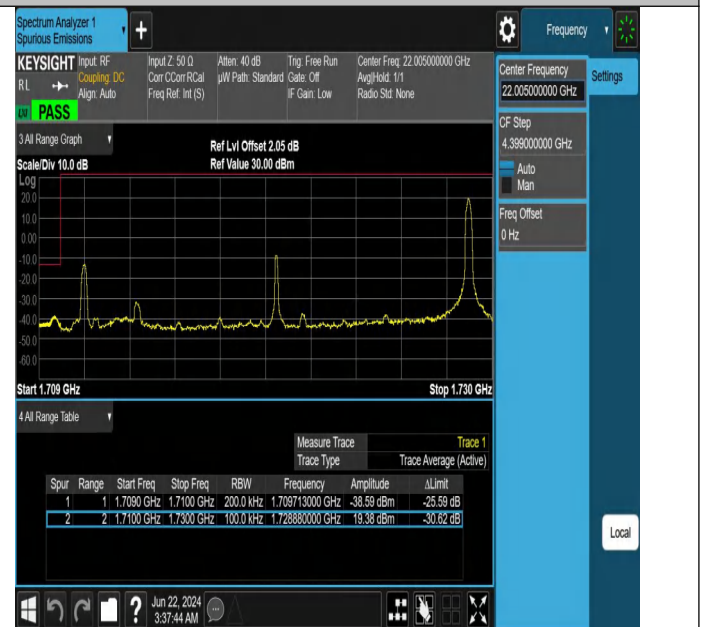 Spectrum Analyzer 1
Spurious Emissions
+
Frequency
KEYSIGHT
RL
Input: RF
Coupling: DC
Align: Auto
Input Z: 50 Ω
Corr CCorr RCal
Freq Ref: Int (S)
Atten: 40 dB
µW Path: Standard
Trig: Free Run
Gate: Off
IF Gain: Low
Center Freq: 22.005000000 GHz
Avg|Hold: 1/1
Radio Std: None
PASS
Center Frequency
22.005000000 GHz
Settings
CF Step
4.399000000 GHz
Auto
Man
Freq Offset
0 Hz
3 All Range Graph
Ref Lvl Offset 2.05 dB
Scale/Div 10.0 dB
Ref Value 30.00 dBm
Log
20.0
10.0
0.00
-10.0
-20.0
-30.0
-40.0
-50.0
-60.0
Start 1.709 GHz
Stop 1.730 GHz
4 All Range Table
Measure Trace Trace 1
Trace Type Trace Average (Active)
Spur Range Start Freq Stop Freq RBW Frequency Amplitude ΔLimit
1 1 1.7090 GHz 1.7100 GHz 200.0 kHz 1.709713000 GHz -38.59 dBm -25.59 dB
2 2 1.7100 GHz 1.7300 GHz 100.0 kHz 1.728880000 GHz 19.38 dBm -30.62 dB
Local
?
Jun 22, 2024
3:37:44 AM